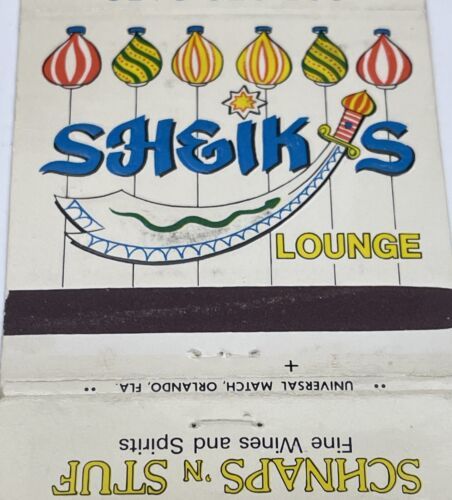 SHEIK'S
LOUNGE
+
" UNIVERSAL MATCH, ORLANDO, FLA. "
SCHNAPS 'N STUF
Fine Wines and Spirits